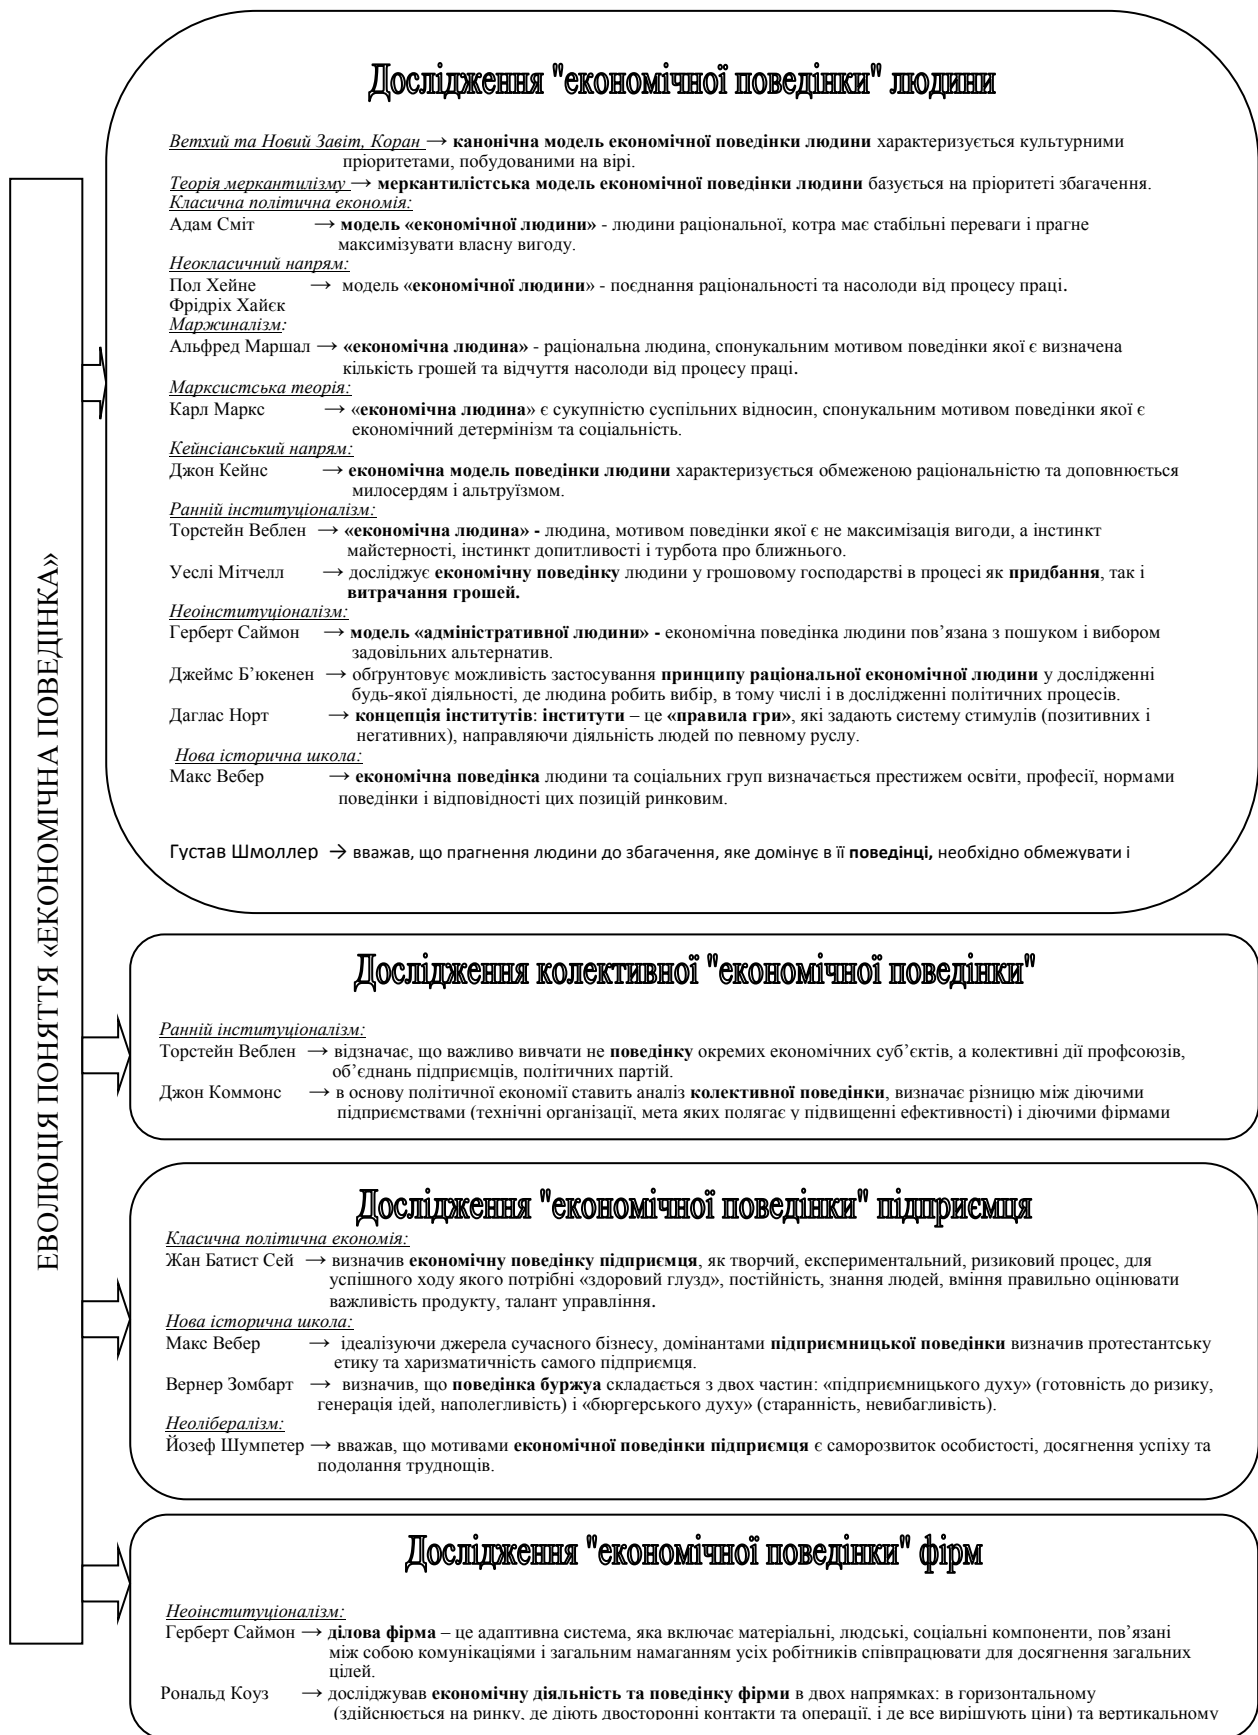 ЕВОЛЮЦІЯ ПОНЯТТЯ «ЕКОНОМІЧНА ПОВЕДІНКА»
Дослідження "економічної поведінки" людини
Ветхий та Новий Завіт, Коран → канонічна модель економічної поведінки людини характеризується культурними
пріоритетами, побудованими на вірі.
Теорія меркантилізму → меркантилістська модель економічної поведінки людини базується на пріоритеті збагачення.
Класична політична економія:
Адам Сміт → модель «економічної людини» - людини раціональної, котра має стабільні переваги і прагне
максимізувати власну вигоду.
Неокласичний напрям:
Пол Хейне → модель «економічної людини» - поєднання раціональності та насолоди від процесу праці.
Фрідріх Хайєк
Маржиналізм:
Альфред Маршал → «економічна людина» - раціональна людина, спонукальним мотивом поведінки якої є визначена
кількість грошей та відчуття насолоди від процесу праці.
Марксистська теорія:
Карл Маркс → «економічна людина» є сукупністю суспільних відносин, спонукальним мотивом поведінки якої є
економічний детермінізм та соціальність.
Кейнсіанський напрям:
Джон Кейнс → економічна модель поведінки людини характеризується обмеженою раціональністю та доповнюється
милосердям і альтруїзмом.
Ранній інституціоналізм:
Торстейн Веблен → «економічна людина» - людина, мотивом поведінки якої є не максимізація вигоди, а інстинкт
майстерності, інстинкт допитливості і турбота про ближнього.
Уеслі Мітчелл → досліджує економічну поведінку людини у грошовому господарстві в процесі як придбання, так і
витрачання грошей.
Неоінституціоналізм:
Герберт Саймон → модель «адміністративної людини» - економічна поведінка людини пов’язана з пошуком і вибором
задовільних альтернатив.
Джеймс Б’юкенен → обґрунтовує можливість застосування принципу раціональної економічної людини у дослідженні
будь-якої діяльності, де людина робить вибір, в тому числі і в дослідженні політичних процесів.
Даглас Норт → концепція інститутів: інститути – це «правила гри», які задають систему стимулів (позитивних і
негативних), направляючи діяльність людей по певному руслу.
Нова історична школа:
Макс Вебер → економічна поведінка людини та соціальних груп визначається престижем освіти, професії, нормами
поведінки і відповідності цих позицій ринковим.
Густав Шмоллер → вважав, що прагнення людини до збагачення, яке домінує в її поведінці, необхідно обмежувати і
Дослідження колективної "економічної поведінки"
Ранній інституціоналізм:
Торстейн Веблен → відзначає, що важливо вивчати не поведінку окремих економічних суб’єктів, а колективні дії профсоюзів,
об’єднань підприємців, політичних партій.
Джон Коммонс → в основу політичної економії ставить аналіз колективної поведінки, визначає різницю між діючими
підприємствами (технічні організації, мета яких полягає у підвищенні ефективності) і діючими фірмами
Дослідження "економічної поведінки" підприємця
Класична політична економія:
Жан Батист Сей → визначив економічну поведінку підприємця, як творчий, експериментальний, ризиковий процес, для
успішного ходу якого потрібні «здоровий глузд», постійність, знання людей, вміння правильно оцінювати
важливість продукту, талант управління.
Нова історична школа:
Макс Вебер → ідеалізуючи джерела сучасного бізнесу, домінантами підприємницької поведінки визначив протестантську
етику та харизматичність самого підприємця.
Вернер Зомбарт → визначив, що поведінка буржуа складається з двох частин: «підприємницького духу» (готовність до ризику,
генерація ідей, наполегливість) і «бюргерського духу» (старанність, невибагливість).
Неолібералізм:
Йозеф Шумпетер → вважав, що мотивами економічної поведінки підприємця є саморозвиток особистості, досягнення успіху та
подолання труднощів.
Дослідження "економічної поведінки" фірм
Неоінституціоналізм:
Герберт Саймон → ділова фірма – це адаптивна система, яка включає матеріальні, людські, соціальні компоненти, пов’язані
між собою комунікаціями і загальним намаганням усіх робітників співпрацювати для досягнення загальних
цілей.
Рональд Коуз → досліджував економічну діяльність та поведінку фірми в двох напрямках: в горизонтальному
(здійснюється на ринку, де діють двосторонні контакти та операції, і де все вирішують ціни) та вертикальному